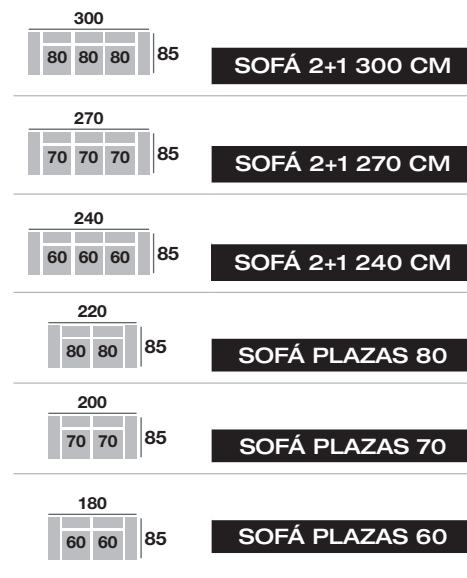 300
80 80 80 85
SOFÁ 2+1 300 CM
270
70 70 70 85
SOFÁ 2+1 270 CM
240
60 60 60 85
SOFÁ 2+1 240 CM
220
80 80 85
SOFÁ PLAZAS 80
200
70 70 85
SOFÁ PLAZAS 70
180
60 60 85
SOFÁ PLAZAS 60